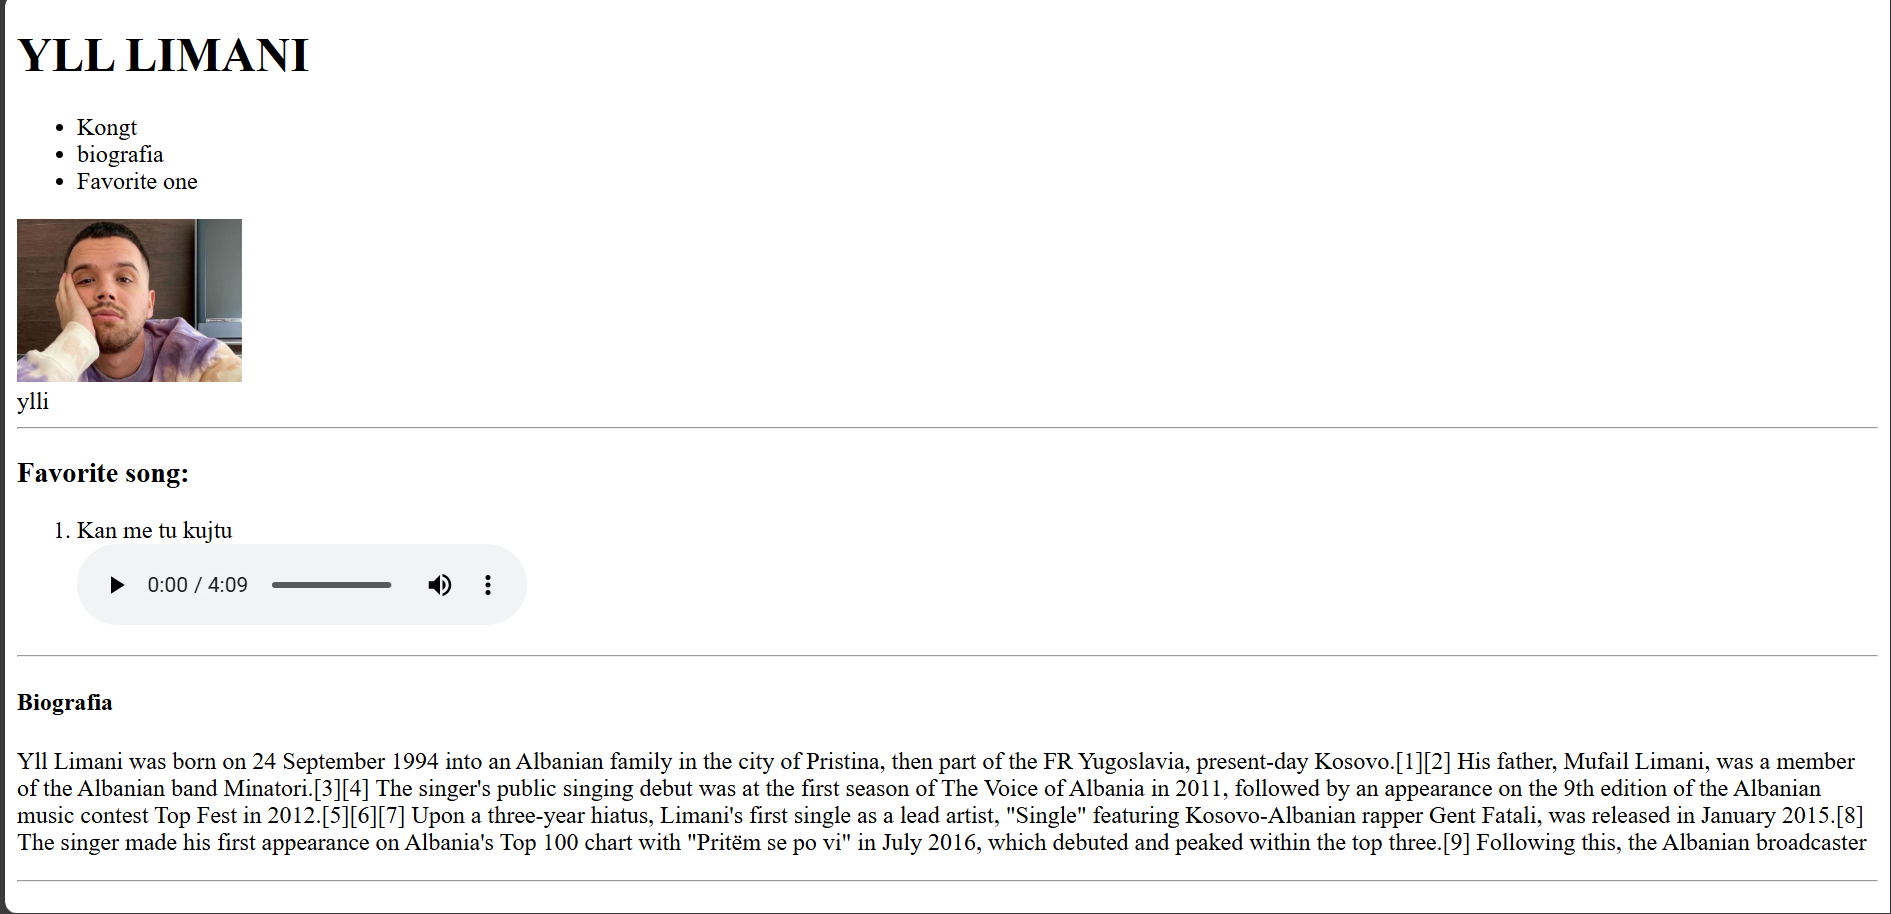 YLL LIMANI
Kongt
biografia
Favorite one
ylli
Favorite song:
1. Kan me tu kujtu
0:00 / 4:09
Biografia
Yll Limani was born on 24 September 1994 into an Albanian family in the city of Pristina, then part of the FR Yugoslavia, present-day Kosovo.[1][2] His father, Mufail Limani, was a member
of the Albanian band Minatori.[3][4] The singer's public singing debut was at the first season of The Voice of Albania in 2011, followed by an appearance on the 9th edition of the Albanian
music contest Top Fest in 2012.[5][6][7] Upon a three-year hiatus, Limani's first single as a lead artist, "Single" featuring Kosovo-Albanian rapper Gent Fatali, was released in January 2015.[8]
The singer made his first appearance on Albania's Top 100 chart with "Pritëm se po vi" in July 2016, which debuted and peaked within the top three.[9] Following this, the Albanian broadcaster